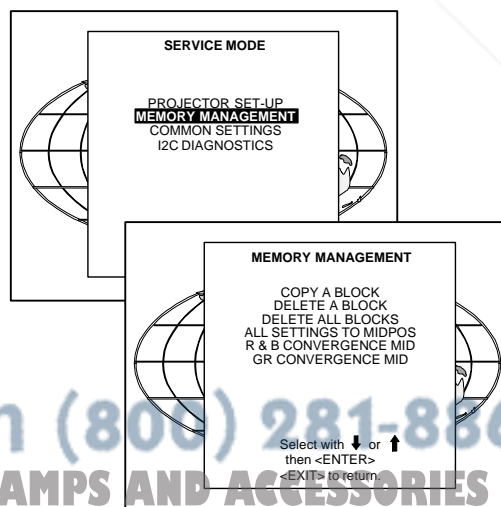 SERVICE MODE
PROJECTOR SET-UP
MEMORY MANAGEMENT
COMMON SETTINGS
I2C DIAGNOSTICS
MEMORY MANAGEMENT
COPY A BLOCK
DELETE A BLOCK
DELETE ALL BLOCKS
ALL SETTINGS TO MIDPOS
R & B CONVERGENCE MID
GR CONVERGENCE MID
Select with ⬇ or ⬆
then <ENTER>
<EXIT> to return.
(800) 281-88
AND ACCESSORIES